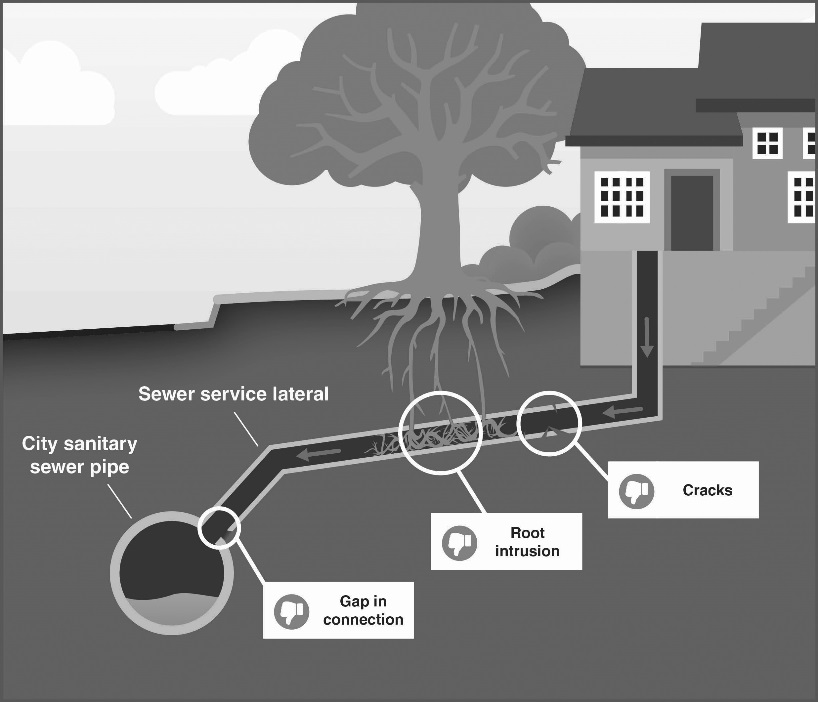 Sewer service lateral
City sanitary
sewer pipe
Cracks
Root
intrusion
Gap in
connection